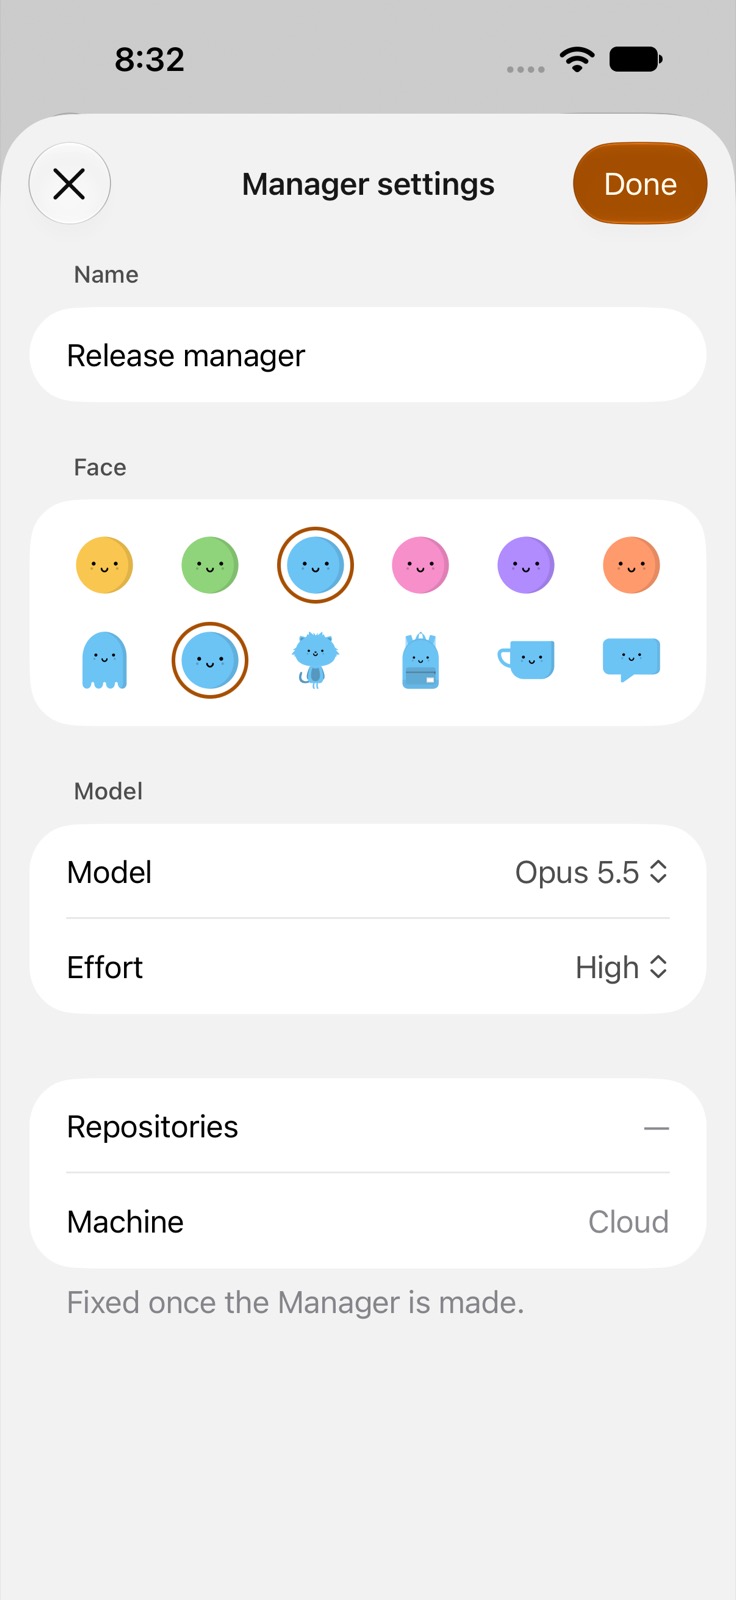 8:32
Manager settings
Done
Name
Release manager
Face
Model
Model
Opus 5.5
Effort
High
Repositories
—
Machine
Cloud
Fixed once the Manager is made.